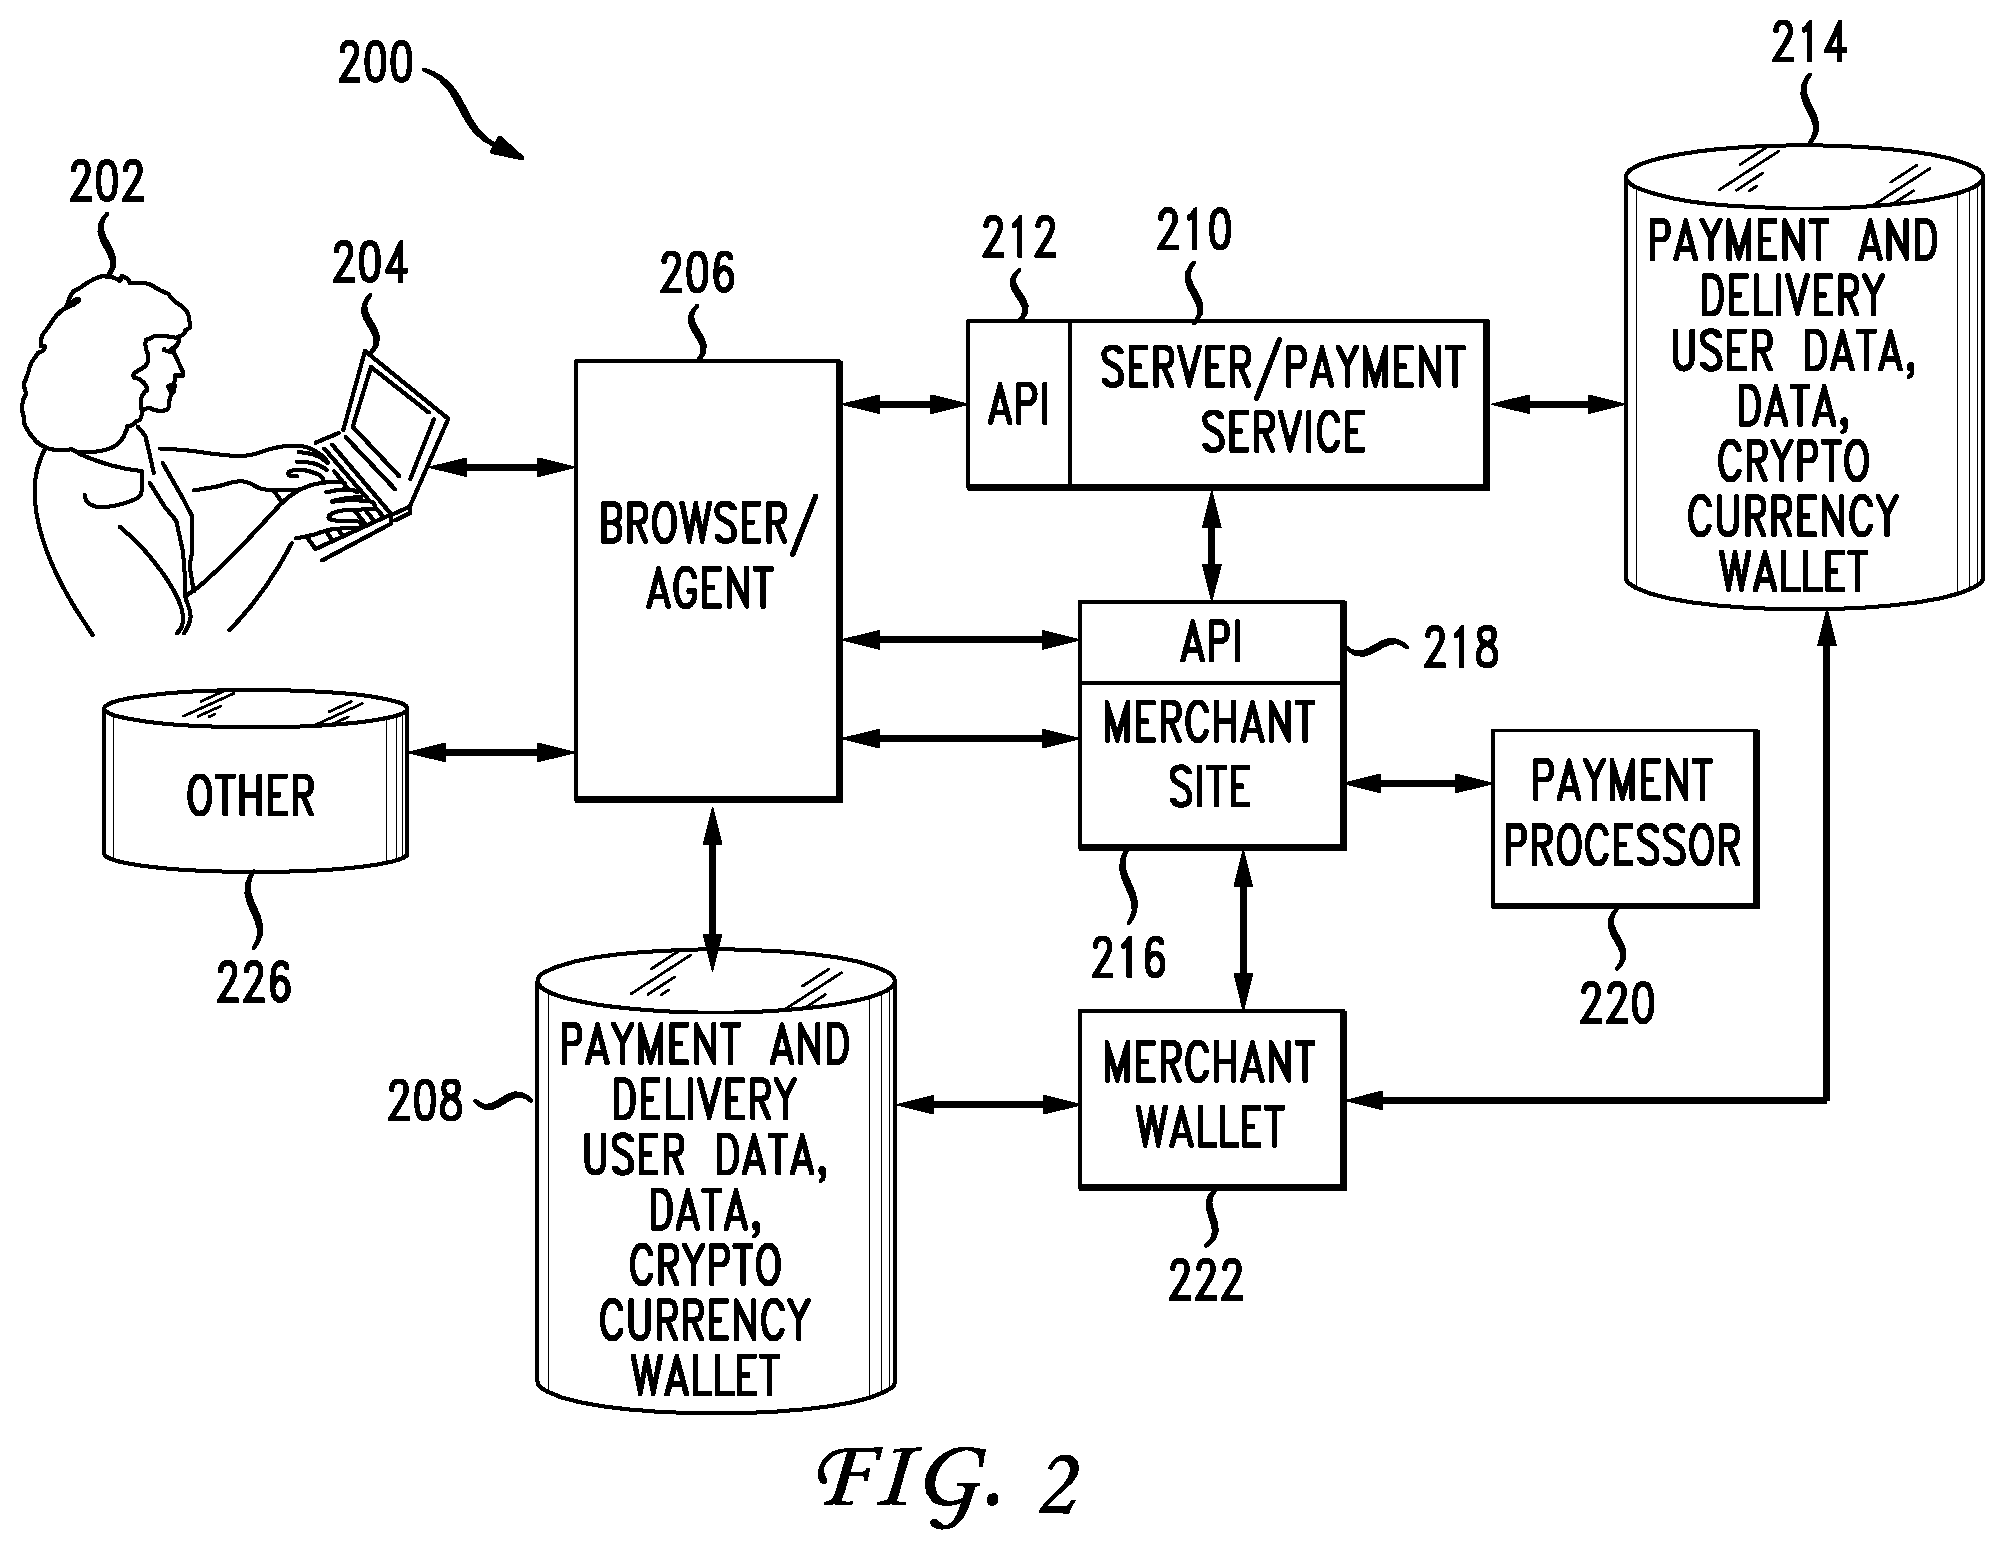 200
214
202
204
206
212
210
PAYMENT AND
DELIVERY
USER DATA,
DATA,
CRYPTO
CURRENCY
WALLET
API
SERVER/PAYMENT
SERVICE
BROWSER/
AGENT
API
218
MERCHANT
SITE
OTHER
PAYMENT
PROCESSOR
226
216
220
208
PAYMENT AND
DELIVERY
USER DATA,
DATA,
CRYPTO
CURRENCY
WALLET
MERCHANT
WALLET
222
FIG. 2